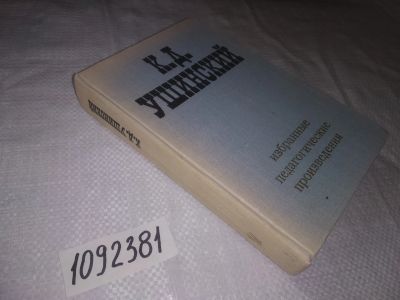 К.Д.
УШИНСКИЙ
избранные
педагогические
произведения
К.Д. УШИНСКИЙ
1092381